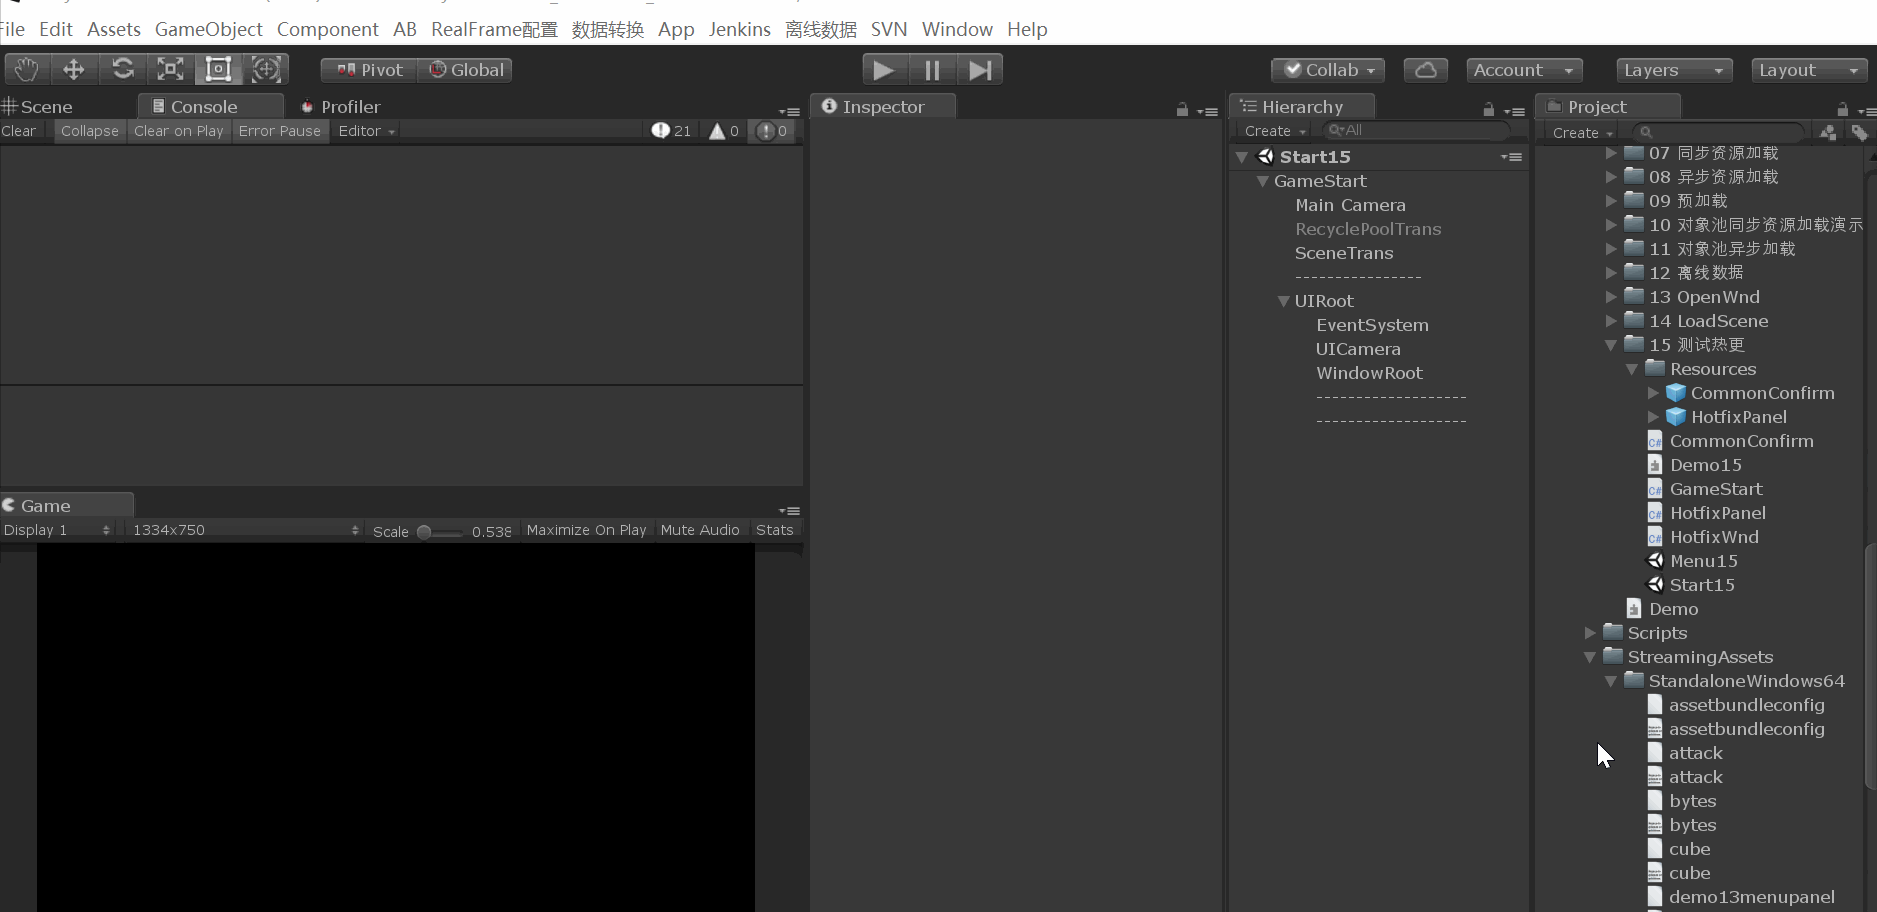 File Edit Assets GameObject Component AB RealFrame配置 数据转换 App Jenkins 离线数据 SVN Window Help
Pivot Global Collab Account Layers Layout
Scene Console Profiler
Clear Collapse Clear on Play Error Pause Editor 21 0 0
Game
Display 1 1334x750 Scale 0.538 Maximize On Play Mute Audio Stats
Inspector
Hierarchy
Create All
Start15
GameStart
Main Camera
RecyclePoolTrans
SceneTrans
----------------
UIRoot
EventSystem
UICamera
WindowRoot
-------------------
-------------------
Project
Create
07 同步资源加载
08 异步资源加载
09 预加载
10 对象池同步资源加载演示
11 对象池异步加载
12 离线数据
13 OpenWnd
14 LoadScene
15 测试热更
Resources
CommonConfirm
HotfixPanel
CommonConfirm
Demo15
GameStart
HotfixPanel
HotfixWnd
Menu15
Start15
Demo
Scripts
StreamingAssets
StandaloneWindows64
assetbundleconfig
assetbundleconfig
attack
attack
bytes
bytes
cube
cube
demo13menupanel